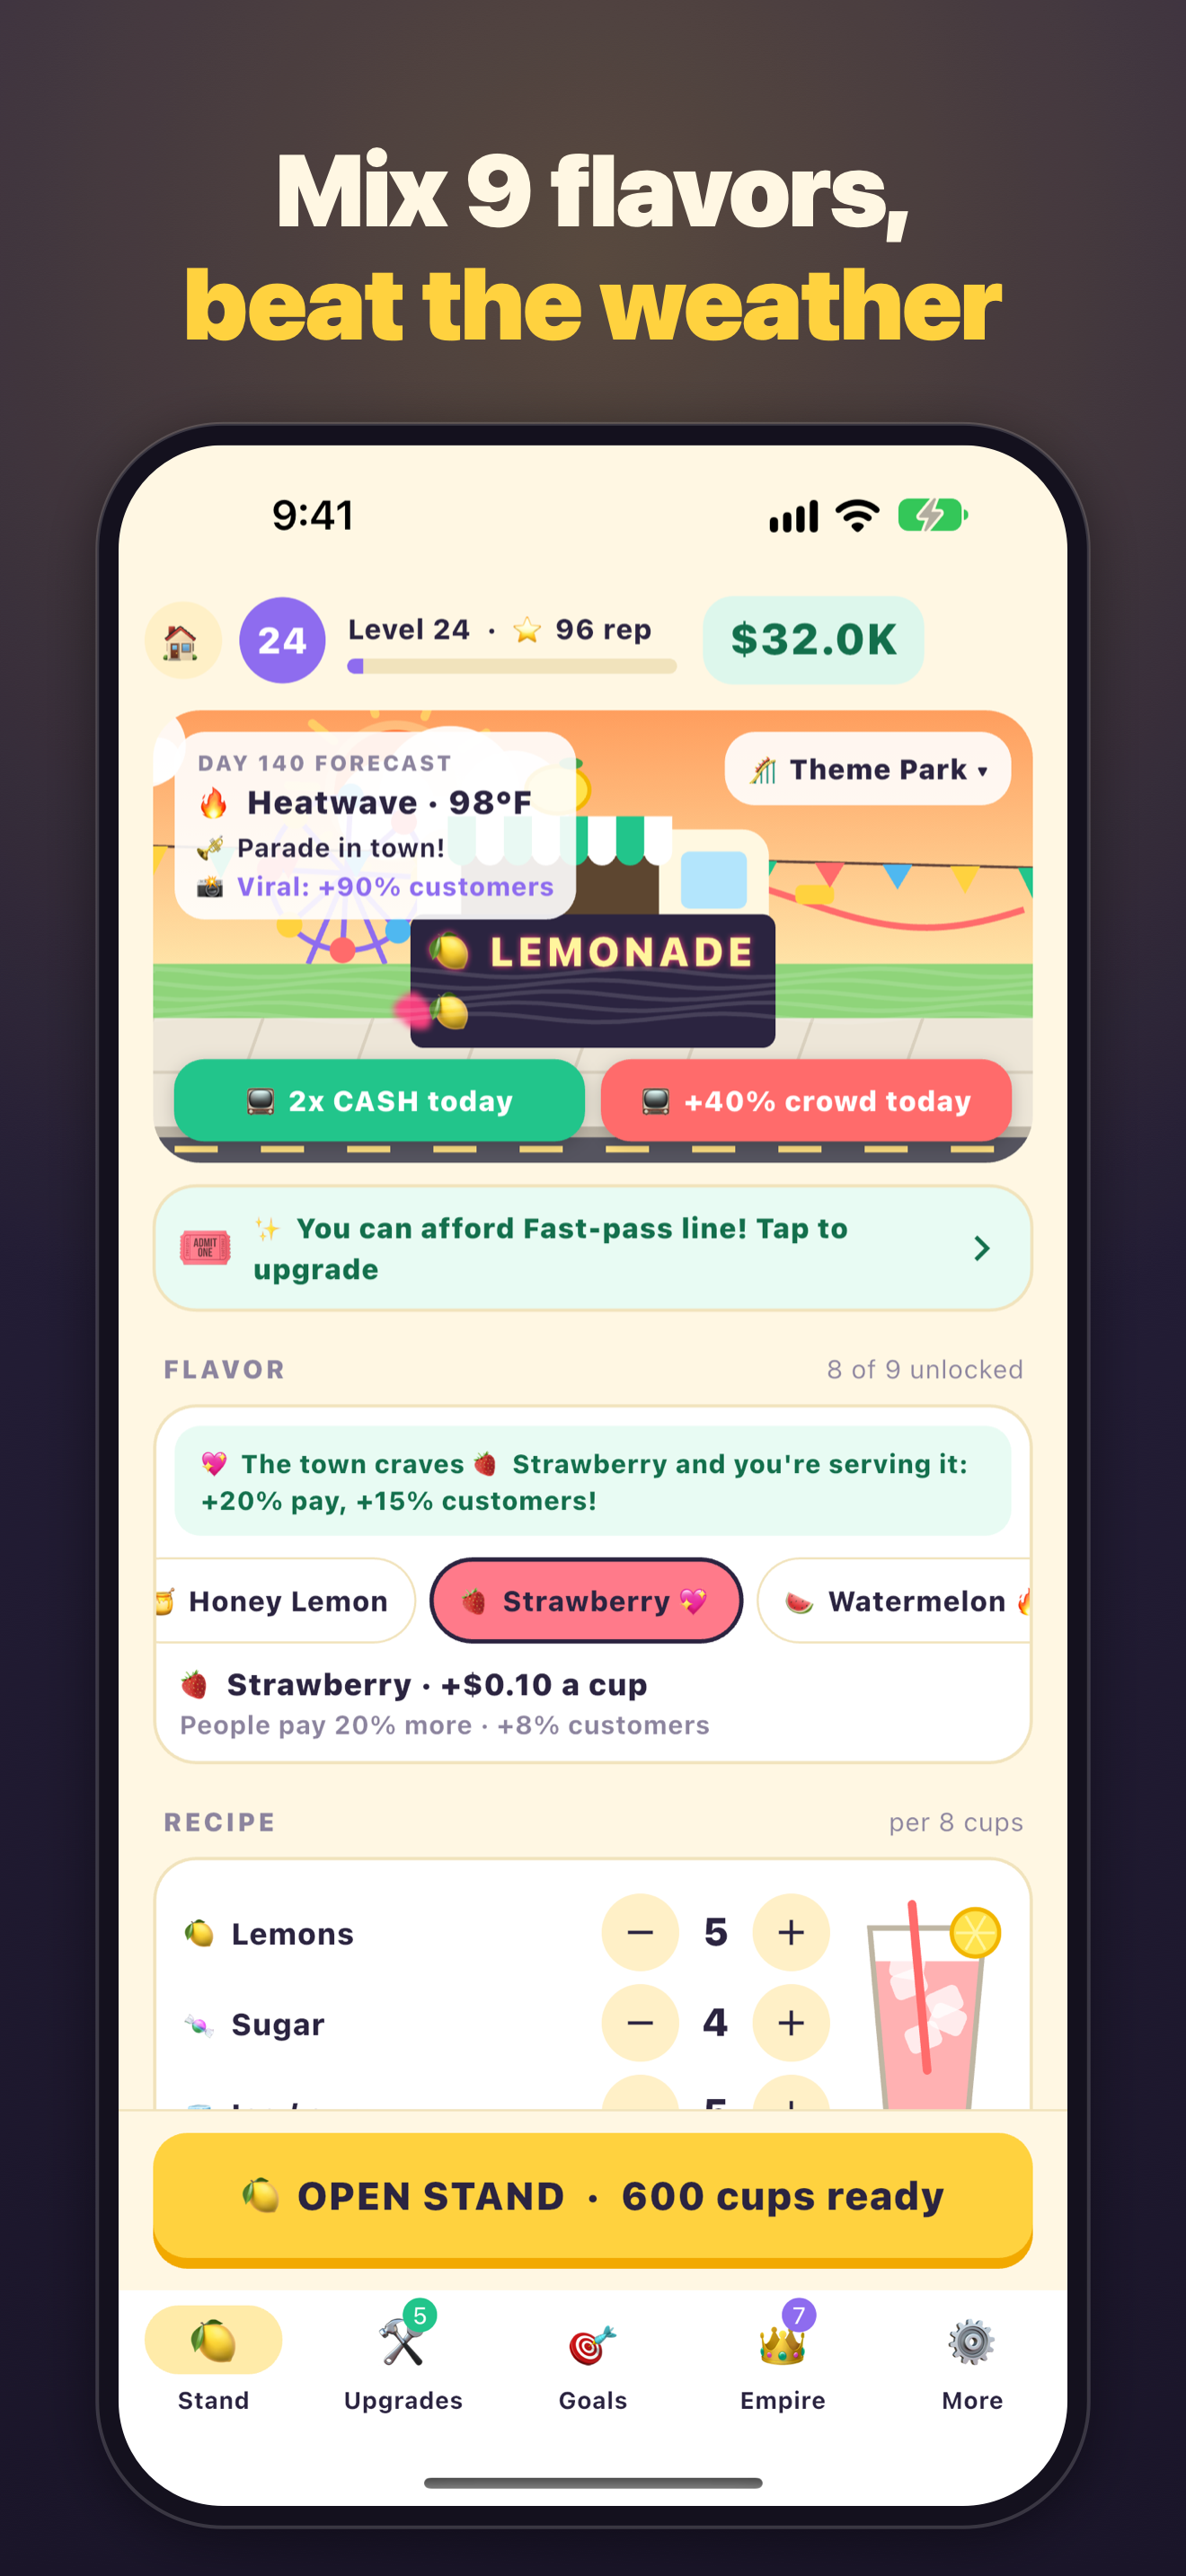 Mix 9 flavors,
beat the weather
9:41
24
Level 24 · ⭐ 96 rep
$32.0K
DAY 140 FORECAST
🔥 Heatwave · 98°F
🎺 Parade in town!
📸 Viral: +90% customers
🎢 Theme Park ▾
🍋 LEMONADE
🍋
📺 2x CASH today
📺 +40% crowd today
ADMIT
ONE
✨ You can afford Fast-pass line! Tap to
upgrade
FLAVOR
8 of 9 unlocked
💖 The town craves 🍓 Strawberry and you're serving it:
+20% pay, +15% customers!
🍯 Honey Lemon
🍓 Strawberry 💖
🍉 Watermelon 🔥
🍓 Strawberry · +$0.10 a cup
People pay 20% more · +8% customers
RECIPE
per 8 cups
🍋 Lemons
− 5 +
🍬 Sugar
− 4 +
🍋 OPEN STAND · 600 cups ready
5
7
Stand
Upgrades
Goals
Empire
More